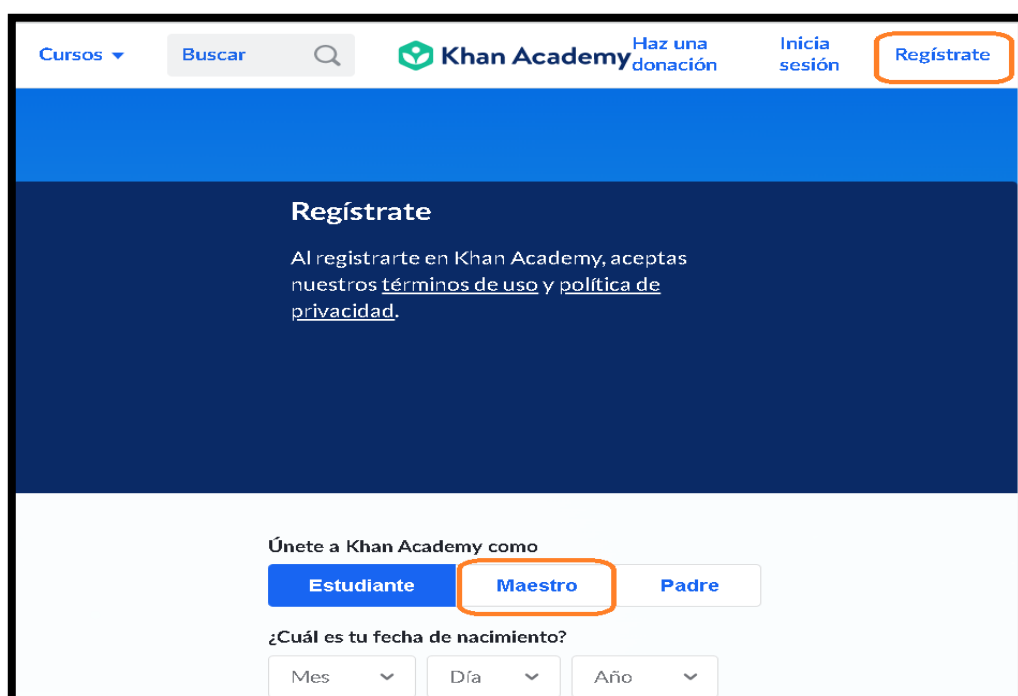 Cursos Buscar Khan Academy Haz una donación Inicia sesión Regístrate
Regístrate
Al registrarte en Khan Academy, aceptas
nuestros términos de uso y política de
privacidad.
Únete a Khan Academy como
Estudiante Maestro Padre
¿Cuál es tu fecha de nacimiento?
Mes Día Año